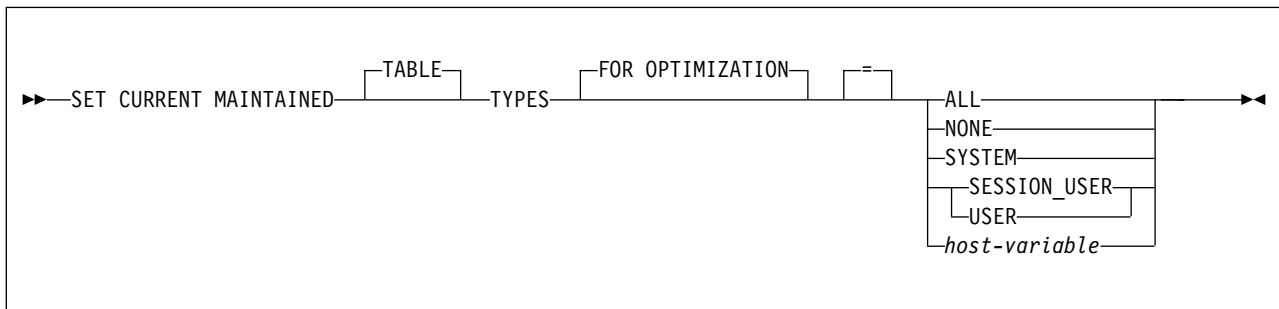 TABLE FOR OPTIMIZATION =
SET CURRENT MAINTAINED TYPES ALL
NONE
SYSTEM
SESSION_USER
USER
host-variable